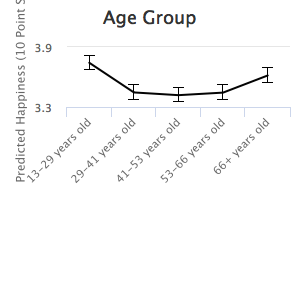 Age Group
Predicted Happiness (10 Point S
3.9
3.3
13–29 years old
29–41 years old
41–53 years old
53–66 years old
66+ years old